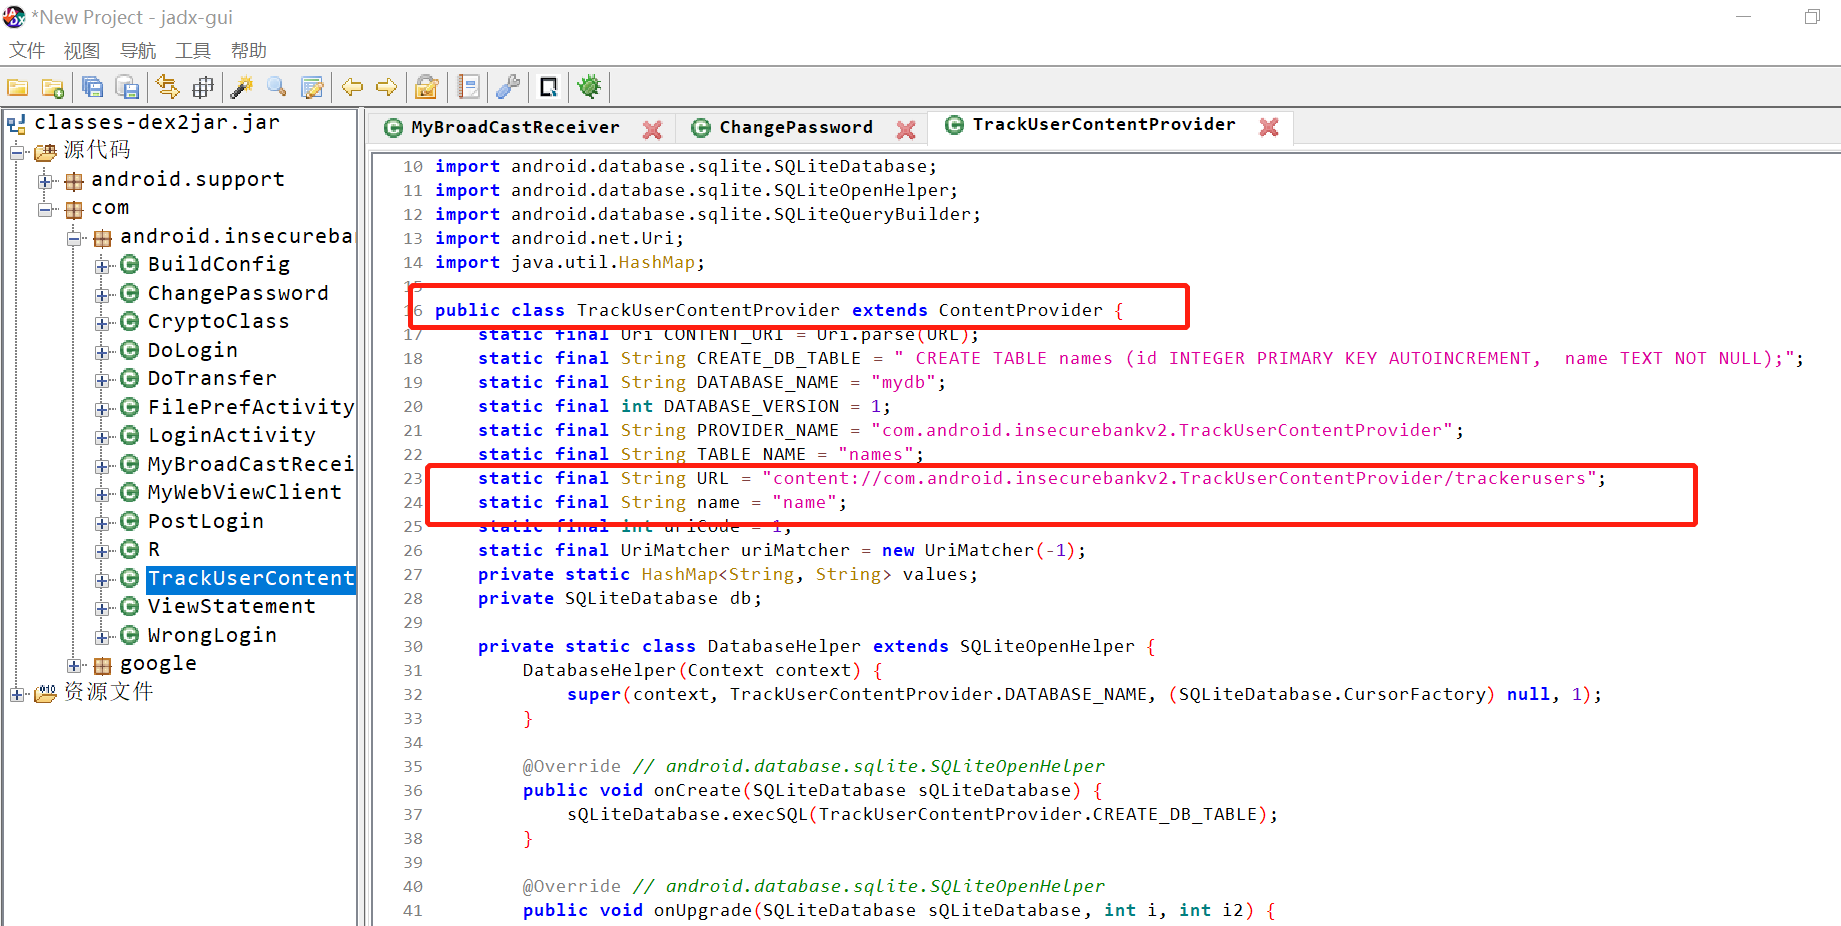 *New Project - jadx-gui
文件 视图 导航 工具 帮助
classes-dex2jar.jar
源代码
android.support
com
android.insecureba
BuildConfig
ChangePassword
CryptoClass
DoLogin
DoTransfer
FilePrefActivity
LoginActivity
MyBroadCastRecei
MyWebViewClient
PostLogin
R
TrackUserContent
ViewStatement
WrongLogin
google
资源文件
MyBroadCastReceiver ChangePassword TrackUserContentProvider
10 import android.database.sqlite.SQLiteDatabase;
11 import android.database.sqlite.SQLiteOpenHelper;
12 import android.database.sqlite.SQLiteQueryBuilder;
13 import android.net.Uri;
14 import java.util.HashMap;
15
16 public class TrackUserContentProvider extends ContentProvider {
17 static final Uri CONTENT_URI = Uri.parse(URL);
18 static final String CREATE_DB_TABLE = " CREATE TABLE names (id INTEGER PRIMARY KEY AUTOINCREMENT,  name TEXT NOT NULL);";
19 static final String DATABASE_NAME = "mydb";
20 static final int DATABASE_VERSION = 1;
21 static final String PROVIDER_NAME = "com.android.insecurebankv2.TrackUserContentProvider";
22 static final String TABLE_NAME = "names";
23 static final String URL = "content://com.android.insecurebankv2.TrackUserContentProvider/trackerusers";
24 static final String name = "name";
25 static final int uriCode = 1;
26 static final UriMatcher uriMatcher = new UriMatcher(-1);
27 private static HashMap<String, String> values;
28 private SQLiteDatabase db;
29
30 private static class DatabaseHelper extends SQLiteOpenHelper {
31 DatabaseHelper(Context context) {
32 super(context, TrackUserContentProvider.DATABASE_NAME, (SQLiteDatabase.CursorFactory) null, 1);
33 }
34
35 @Override // android.database.sqlite.SQLiteOpenHelper
36 public void onCreate(SQLiteDatabase sQLiteDatabase) {
37 sQLiteDatabase.execSQL(TrackUserContentProvider.CREATE_DB_TABLE);
38 }
39
40 @Override // android.database.sqlite.SQLiteOpenHelper
41 public void onUpgrade(SQLiteDatabase sQLiteDatabase, int i, int i2) {